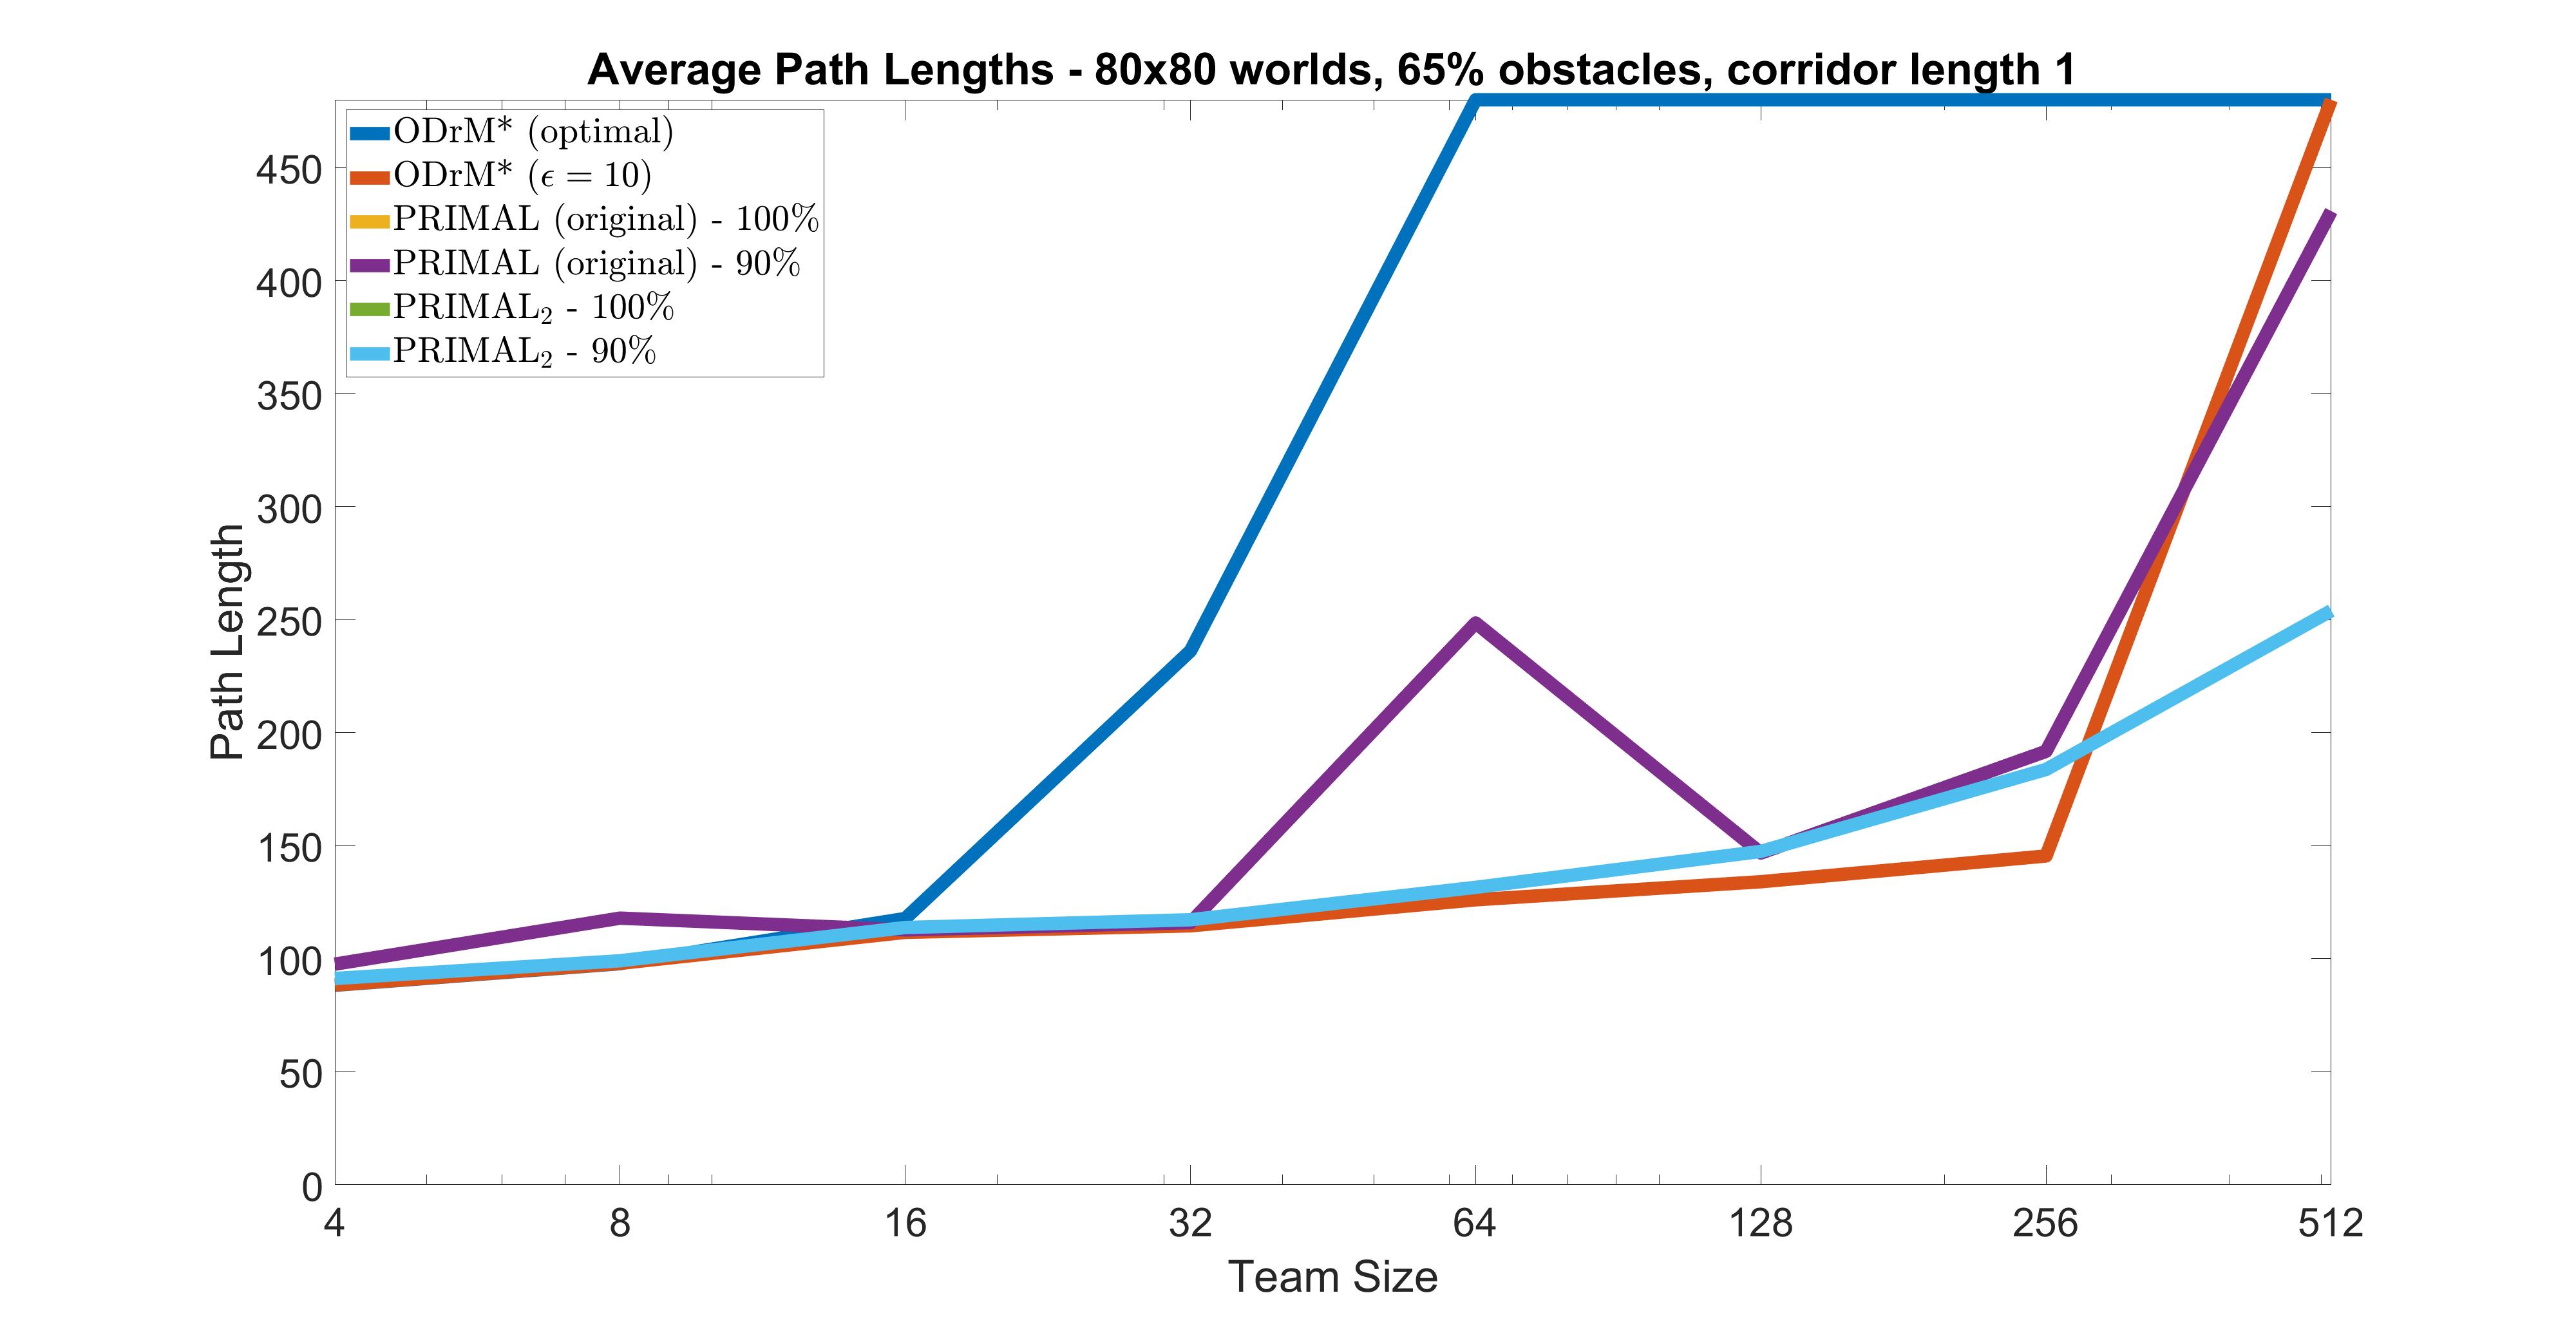 Average Path Lengths - 80x80 worlds, 65% obstacles, corridor length 1
ODrM* (optimal)
ODrM* (ϵ = 10)
PRIMAL (original) - 100%
PRIMAL (original) - 90%
PRIMAL₂ - 100%
PRIMAL₂ - 90%
450
400
350
300
250
200
150
100
50
0
Path Length
4 8 16 32 64 128 256 512
Team Size